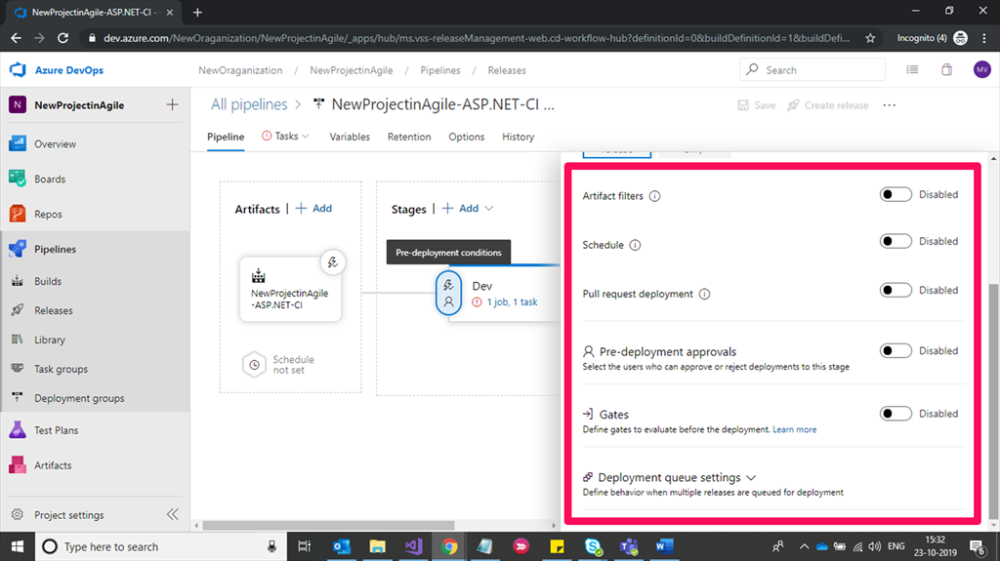 NewProjectinAgile-ASP.NET-CI -
dev.azure.com/NewOraganization/NewProjectinAgile/_apps/hub/ms.vss-releaseManagement-web.cd-workflow-hub?definitionId=0&buildDefinitionId=1&buildDefi...
Incognito (4)
Azure DevOps
NewOraganization / NewProjectinAgile / Pipelines / Releases
Search
MV
N NewProjectinAgile
All pipelines > NewProjectinAgile-ASP.NET-CI ...
Save Create release ...
Pipeline Tasks Variables Retention Options History
Overview
Boards
Repos
Pipelines
Builds
Releases
Library
Task groups
Deployment groups
Test Plans
Artifacts
Project settings
Artifacts | + Add
NewProjectinAgile
-ASP.NET-CI
Schedule
not set
Stages | + Add
Pre-deployment conditions
Dev
1 job, 1 task
Artifact filters Disabled
Schedule Disabled
Pull request deployment Disabled
Pre-deployment approvals Disabled
Select the users who can approve or reject deployments to this stage
Gates Disabled
Define gates to evaluate before the deployment. Learn more
Deployment queue settings
Define behavior when multiple releases are queued for deployment
Type here to search
ENG
15:32
23-10-2019
6